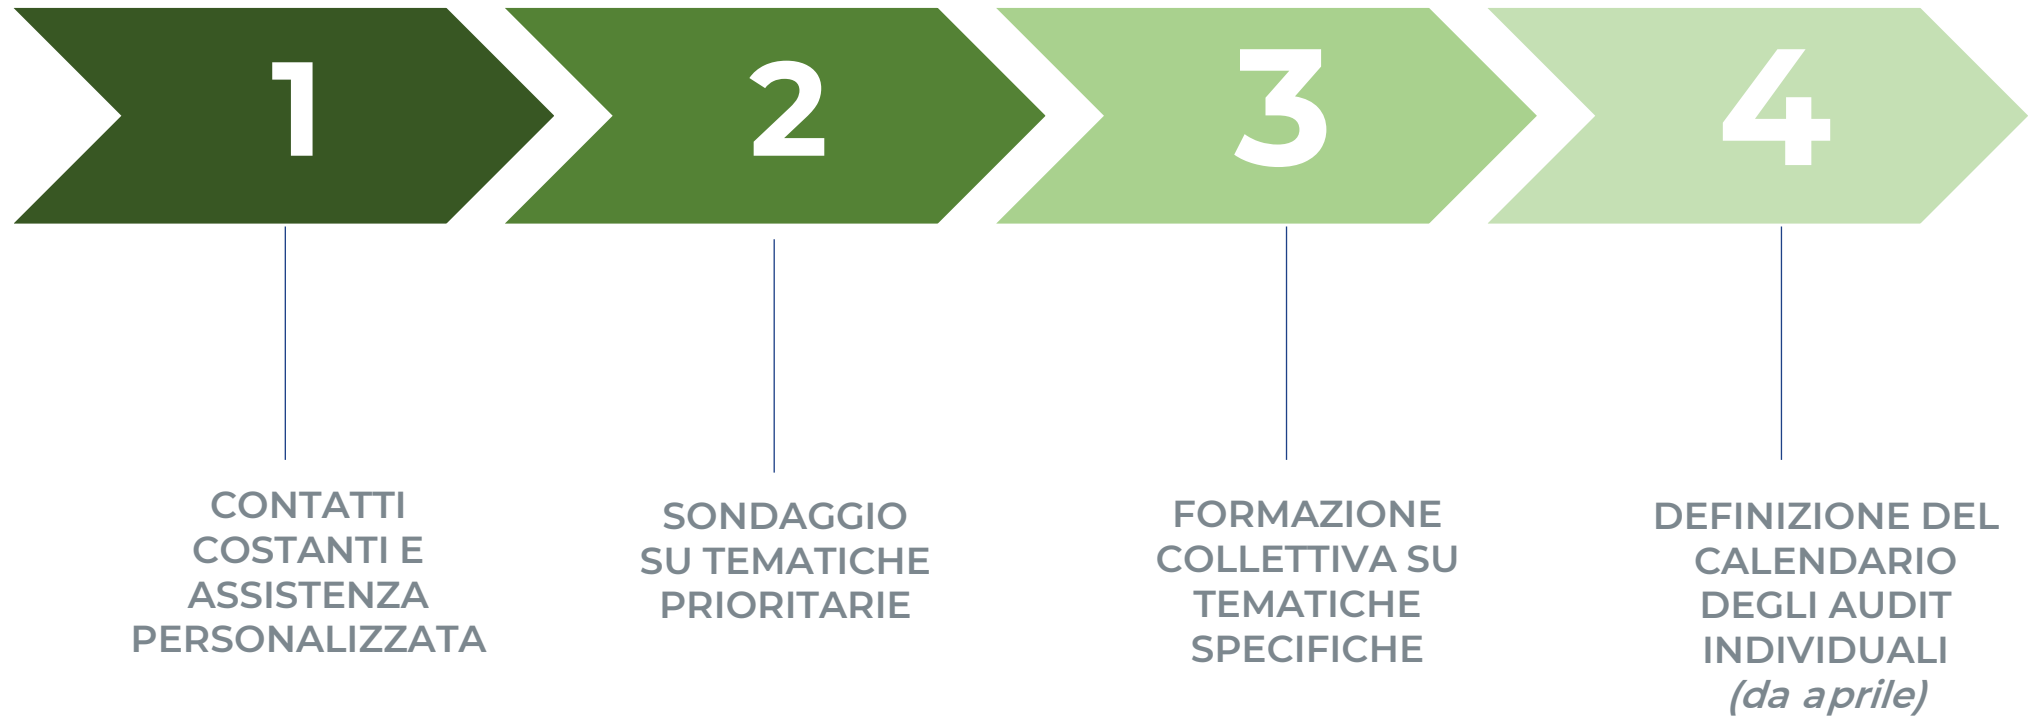 1
2
3
4
CONTATTI
COSTANTI E
ASSISTENZA
PERSONALIZZATA
SONDAGGIO
SU TEMATICHE
PRIORITARIE
FORMAZIONE
COLLETTIVA SU
TEMATICHE
SPECIFICHE
DEFINIZIONE DEL
CALENDARIO
DEGLI AUDIT
INDIVIDUALI
(da aprile)